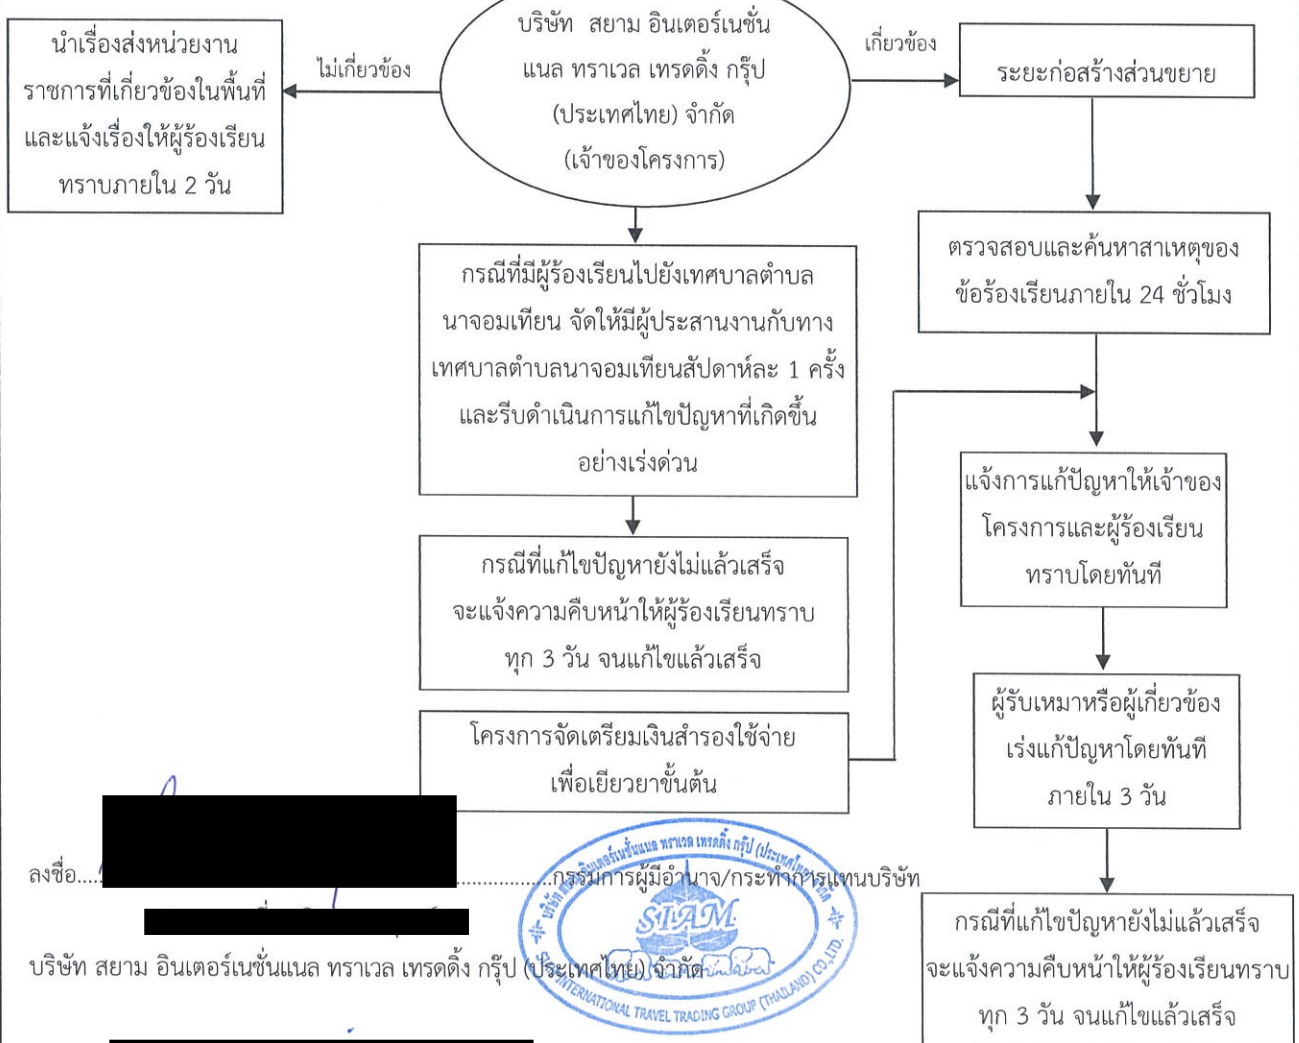 บริษัท สยาม อินเตอร์เนชั่น
แนล ทราเวล เทรดดิ้ง กรุ๊ป
(ประเทศไทย) จำกัด
(เจ้าของโครงการ)
ไม่เกี่ยวข้อง
เกี่ยวข้อง
นำเรื่องส่งหน่วยงาน
ราชการที่เกี่ยวข้องในพื้นที่
และแจ้งเรื่องให้ผู้ร้องเรียน
ทราบภายใน 2 วัน
กรณีที่มีผู้ร้องเรียนไปยังเทศบาลตำบล
นาจอมเทียน จัดให้มีผู้ประสานงานกับทาง
เทศบาลตำบลนาจอมเทียนสัปดาห์ละ 1 ครั้ง
และรีบดำเนินการแก้ไขปัญหาที่เกิดขึ้น
อย่างเร่งด่วน
กรณีที่แก้ไขปัญหายังไม่แล้วเสร็จ
จะแจ้งความคืบหน้าให้ผู้ร้องเรียนทราบ
ทุก 3 วัน จนแก้ไขแล้วเสร็จ
โครงการจัดเตรียมเงินสำรองใช้จ่าย
เพื่อเยียวยาขั้นต้น
ระยะก่อสร้างส่วนขยาย
ตรวจสอบและค้นหาสาเหตุของ
ข้อร้องเรียนภายใน 24 ชั่วโมง
แจ้งการแก้ปัญหาให้เจ้าของ
โครงการและผู้ร้องเรียน
ทราบโดยทันที
ผู้รับเหมาหรือผู้เกี่ยวข้อง
เร่งแก้ปัญหาโดยทันที
ภายใน 3 วัน
กรณีที่แก้ไขปัญหายังไม่แล้วเสร็จ
จะแจ้งความคืบหน้าให้ผู้ร้องเรียนทราบ
ทุก 3 วัน จนแก้ไขแล้วเสร็จ
ลงชื่อ.....................กรรมการผู้มีอำนาจ/กระทำการแทนบริษัท
บริษัท สยาม อินเตอร์เนชั่นแนล ทราเวล เทรดดิ้ง กรุ๊ป (ประเทศไทย) จำกัด
SIAM
INTERNATIONAL TRAVEL TRADING GROUP (THAILAND) CO.,LTD.